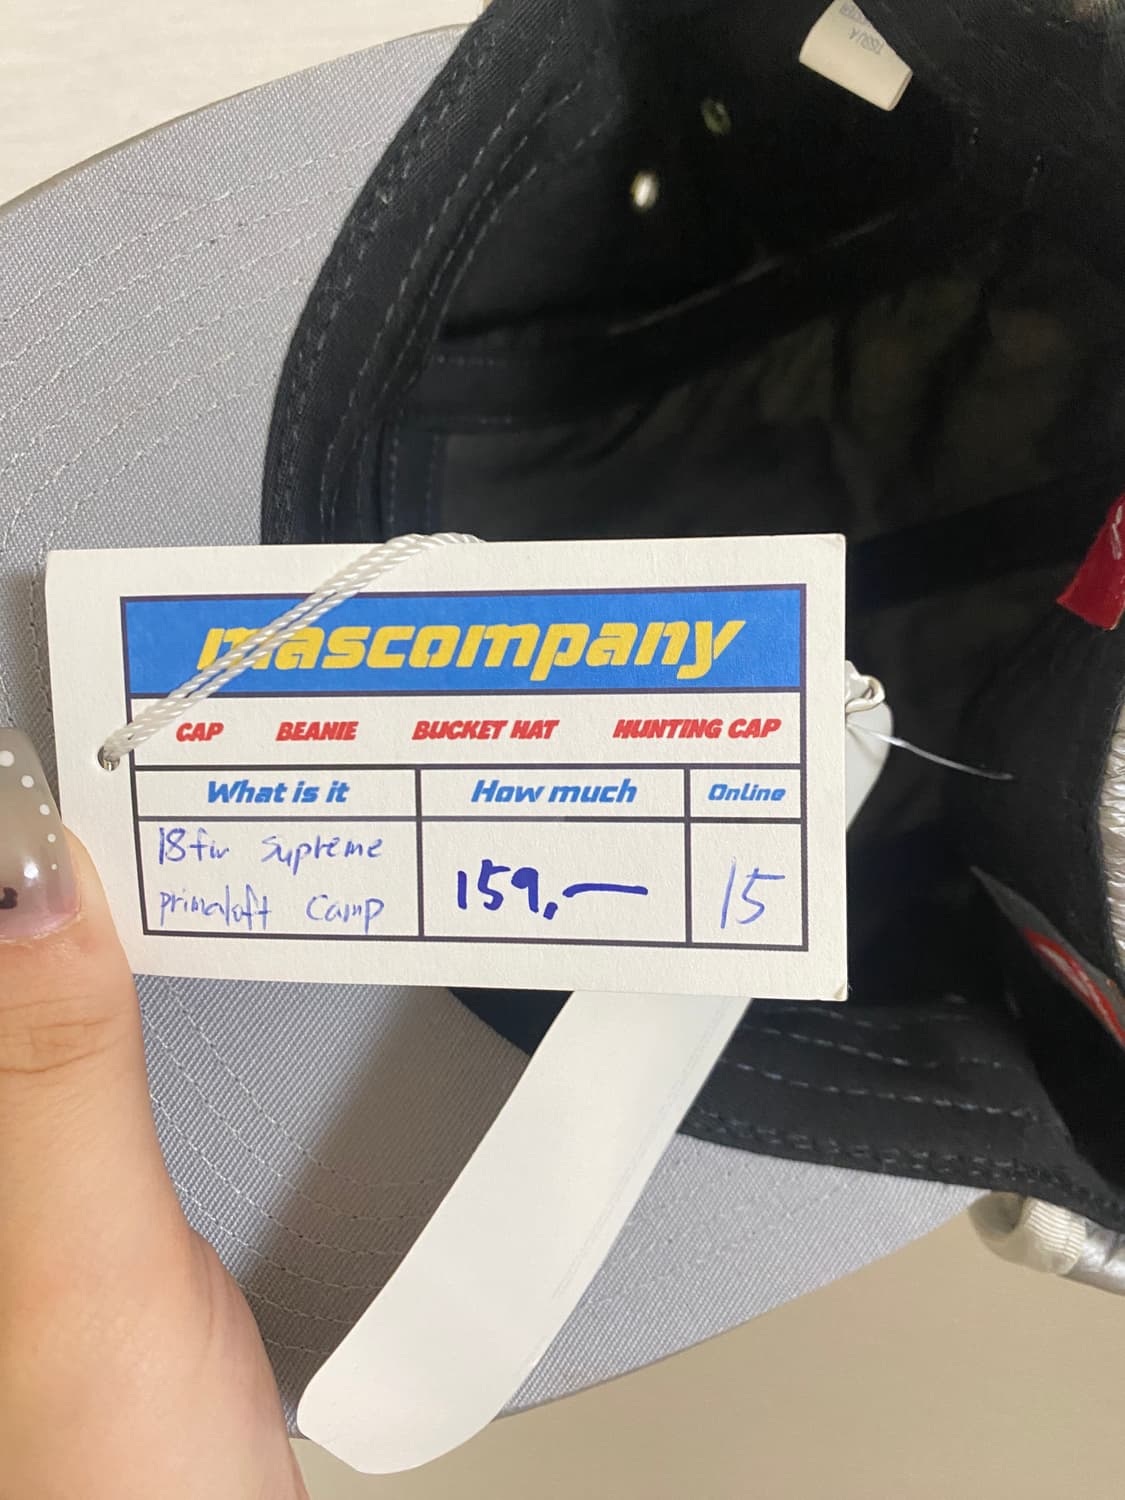 mascompany
CAP BEANIE BUCKET HAT HUNTING CAP
What is it How much Online
18fw Supreme
primaloft Camp
159,—
15